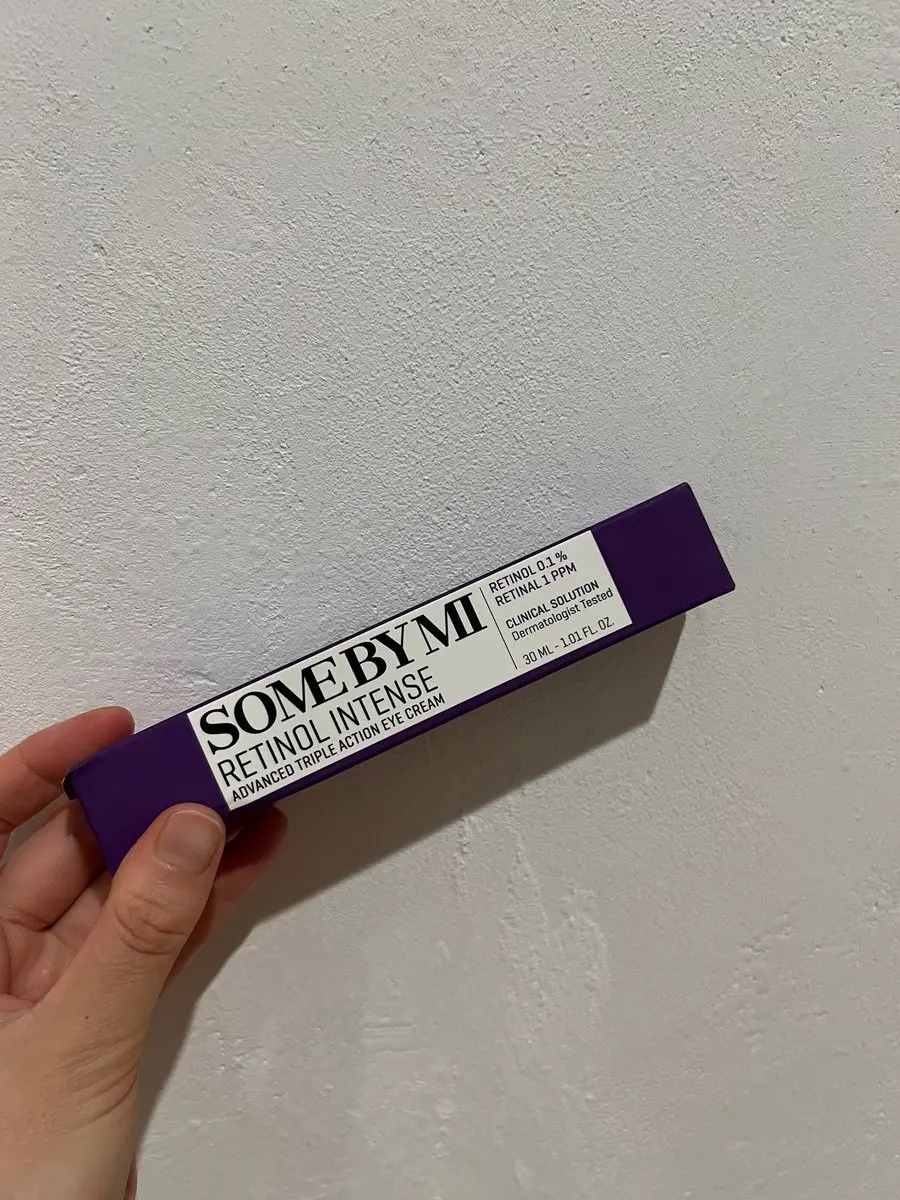 SOME BY MI
RETINOL INTENSE
ADVANCED TRIPLE ACTION EYE CREAM
RETINOL 0.1%
RETINAL 1 PPM
CLINICAL SOLUTION
Dermatologist Tested
30 ML - 1.01 FL. OZ.